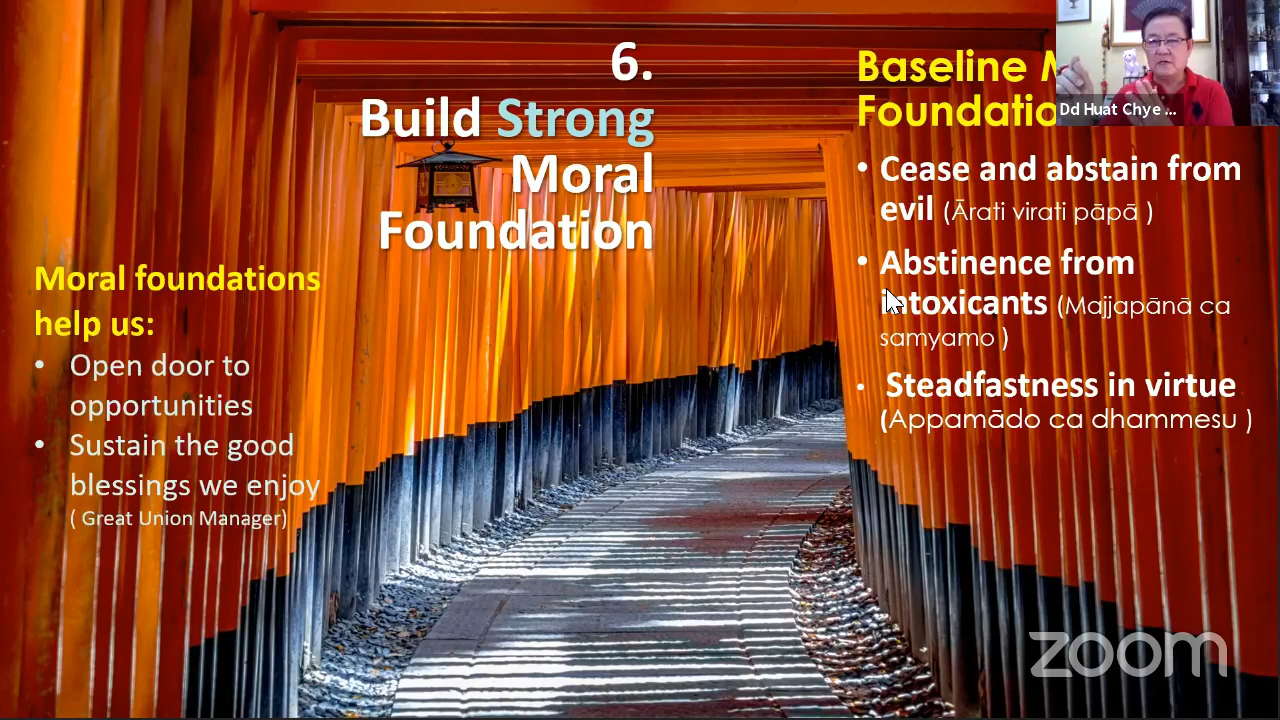 6.
Build Strong
Moral
Foundation
Moral foundations
help us:
• Open door to
opportunities
• Sustain the good
blessings we enjoy
( Great Union Manager)
Baseline
Foundatio
• Cease and abstain from
evil (Ārati virati pāpā )
• Abstinence from
intoxicants (Majjapānā ca
samyamo )
• Steadfastness in virtue
(Appamādo ca dhammesu )
Dd Huat Chye ...
zoom